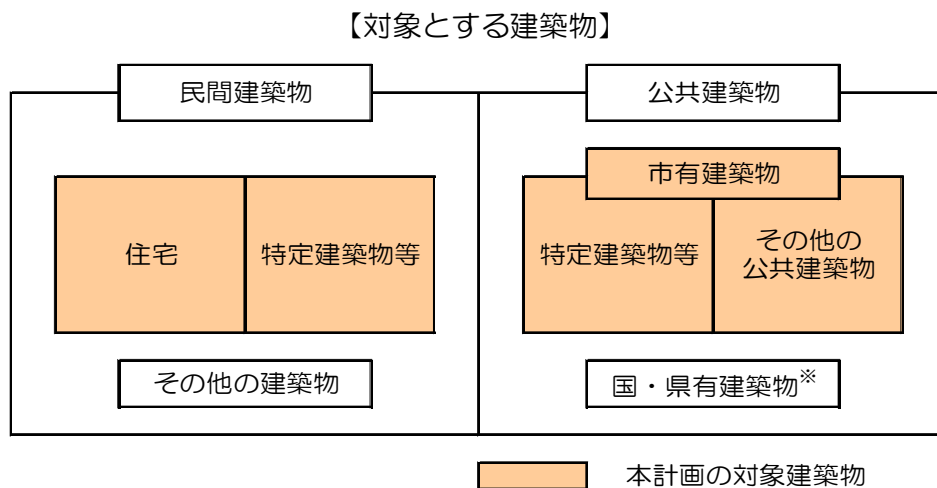 【対象とする建築物】
民間建築物
公共建築物
市有建築物
住宅
特定建築物等
特定建築物等
その他の
公共建築物
その他の建築物
国・県有建築物※
本計画の対象建築物